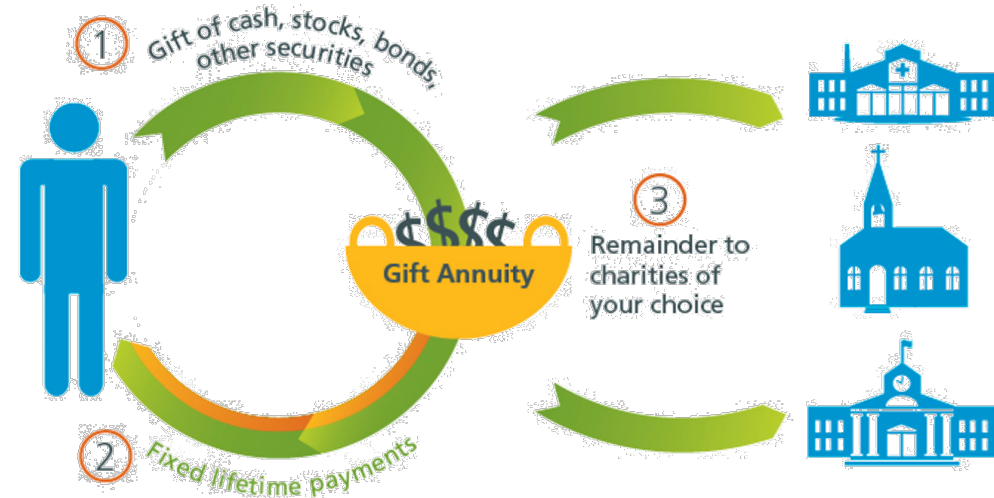 1
Gift of cash, stocks, bonds,
other securities
$$$$
Gift Annuity
3
Remainder to
charities of
your choice
2
Fixed lifetime payments